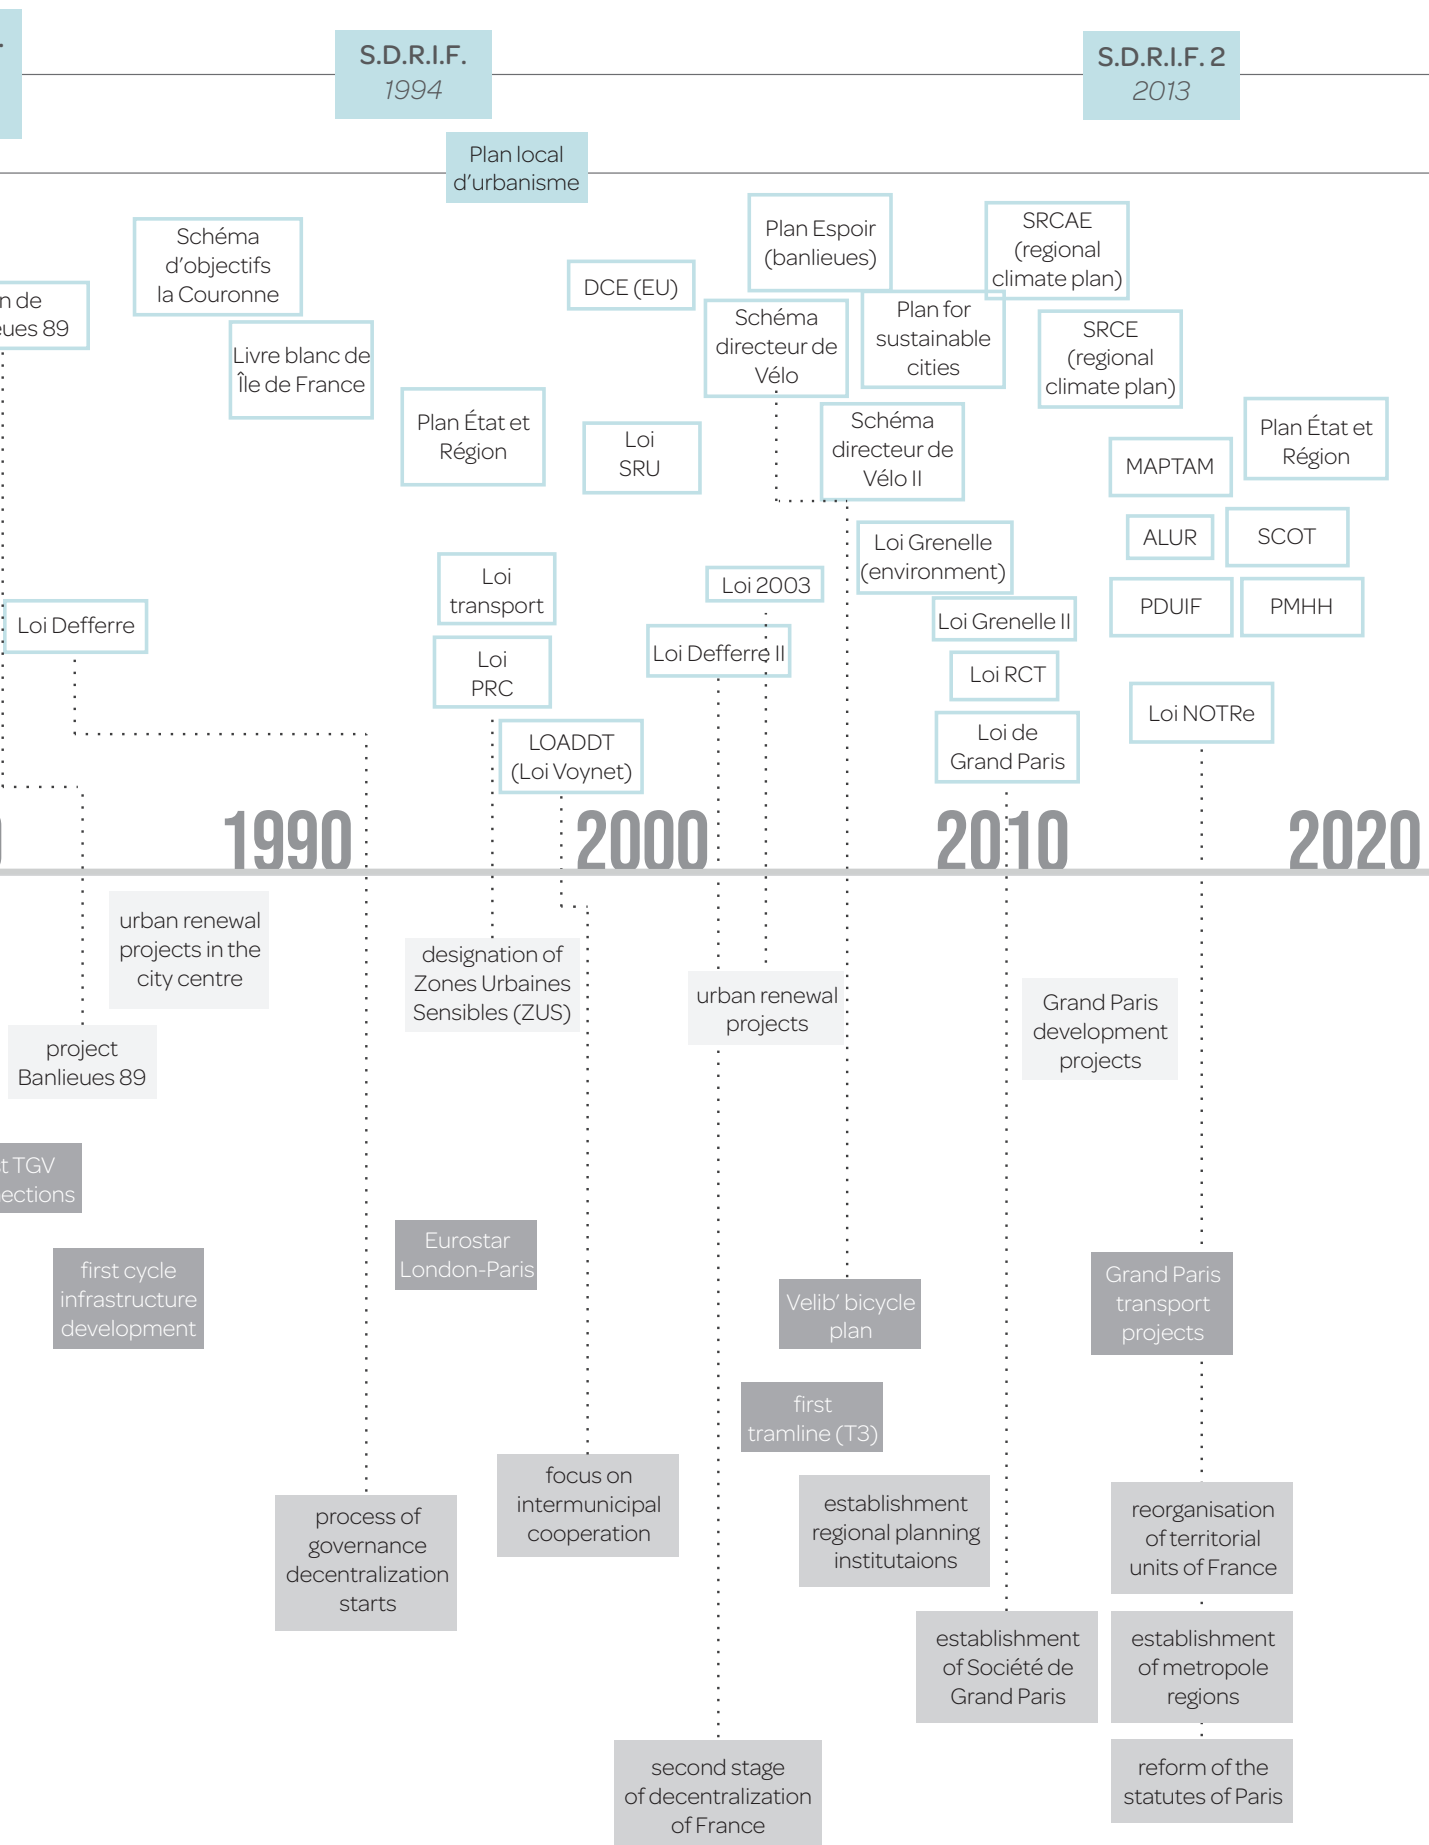 S.D.R.I.F.
1994
S.D.R.I.F. 2
2013
Plan local
d'urbanisme
Schéma
d'objectifs
la Couronne
Plan Espoir
(banlieues)
SRCAE
(regional
climate plan)
DCE (EU)
n de
eues 89
Schéma
directeur de
Vélo
Plan for
sustainable
cities
SRCE
(regional
climate plan)
Livre blanc de
Île de France
Plan État et
Région
Loi
SRU
Schéma
directeur de
Vélo II
MAPTAM
Plan État et
Région
ALUR
SCOT
Loi Grenelle
(environment)
Loi
transport
Loi 2003
PDUIF
PMHH
Loi Defferre
Loi Grenelle II
Loi
PRC
Loi Defferre II
Loi RCT
Loi NOTRe
LOADDT
(Loi Voynet)
Loi de
Grand Paris
0
1990
2000
2010
2020
urban renewal
projects in the
city centre
designation of
Zones Urbaines
Sensibles (ZUS)
urban renewal
projects
Grand Paris
development
projects
project
Banlieues 89
t TGV
ections
Eurostar
London-Paris
first cycle
infrastructure
development
Velib' bicycle
plan
Grand Paris
transport
projects
first
tramline (T3)
focus on
intermunicipal
cooperation
establishment
regional planning
institutaions
reorganisation
of territorial
units of France
process of
governance
decentralization
starts
establishment
of Société de
Grand Paris
establishment
of metropole
regions
second stage
of decentralization
of France
reform of the
statutes of Paris